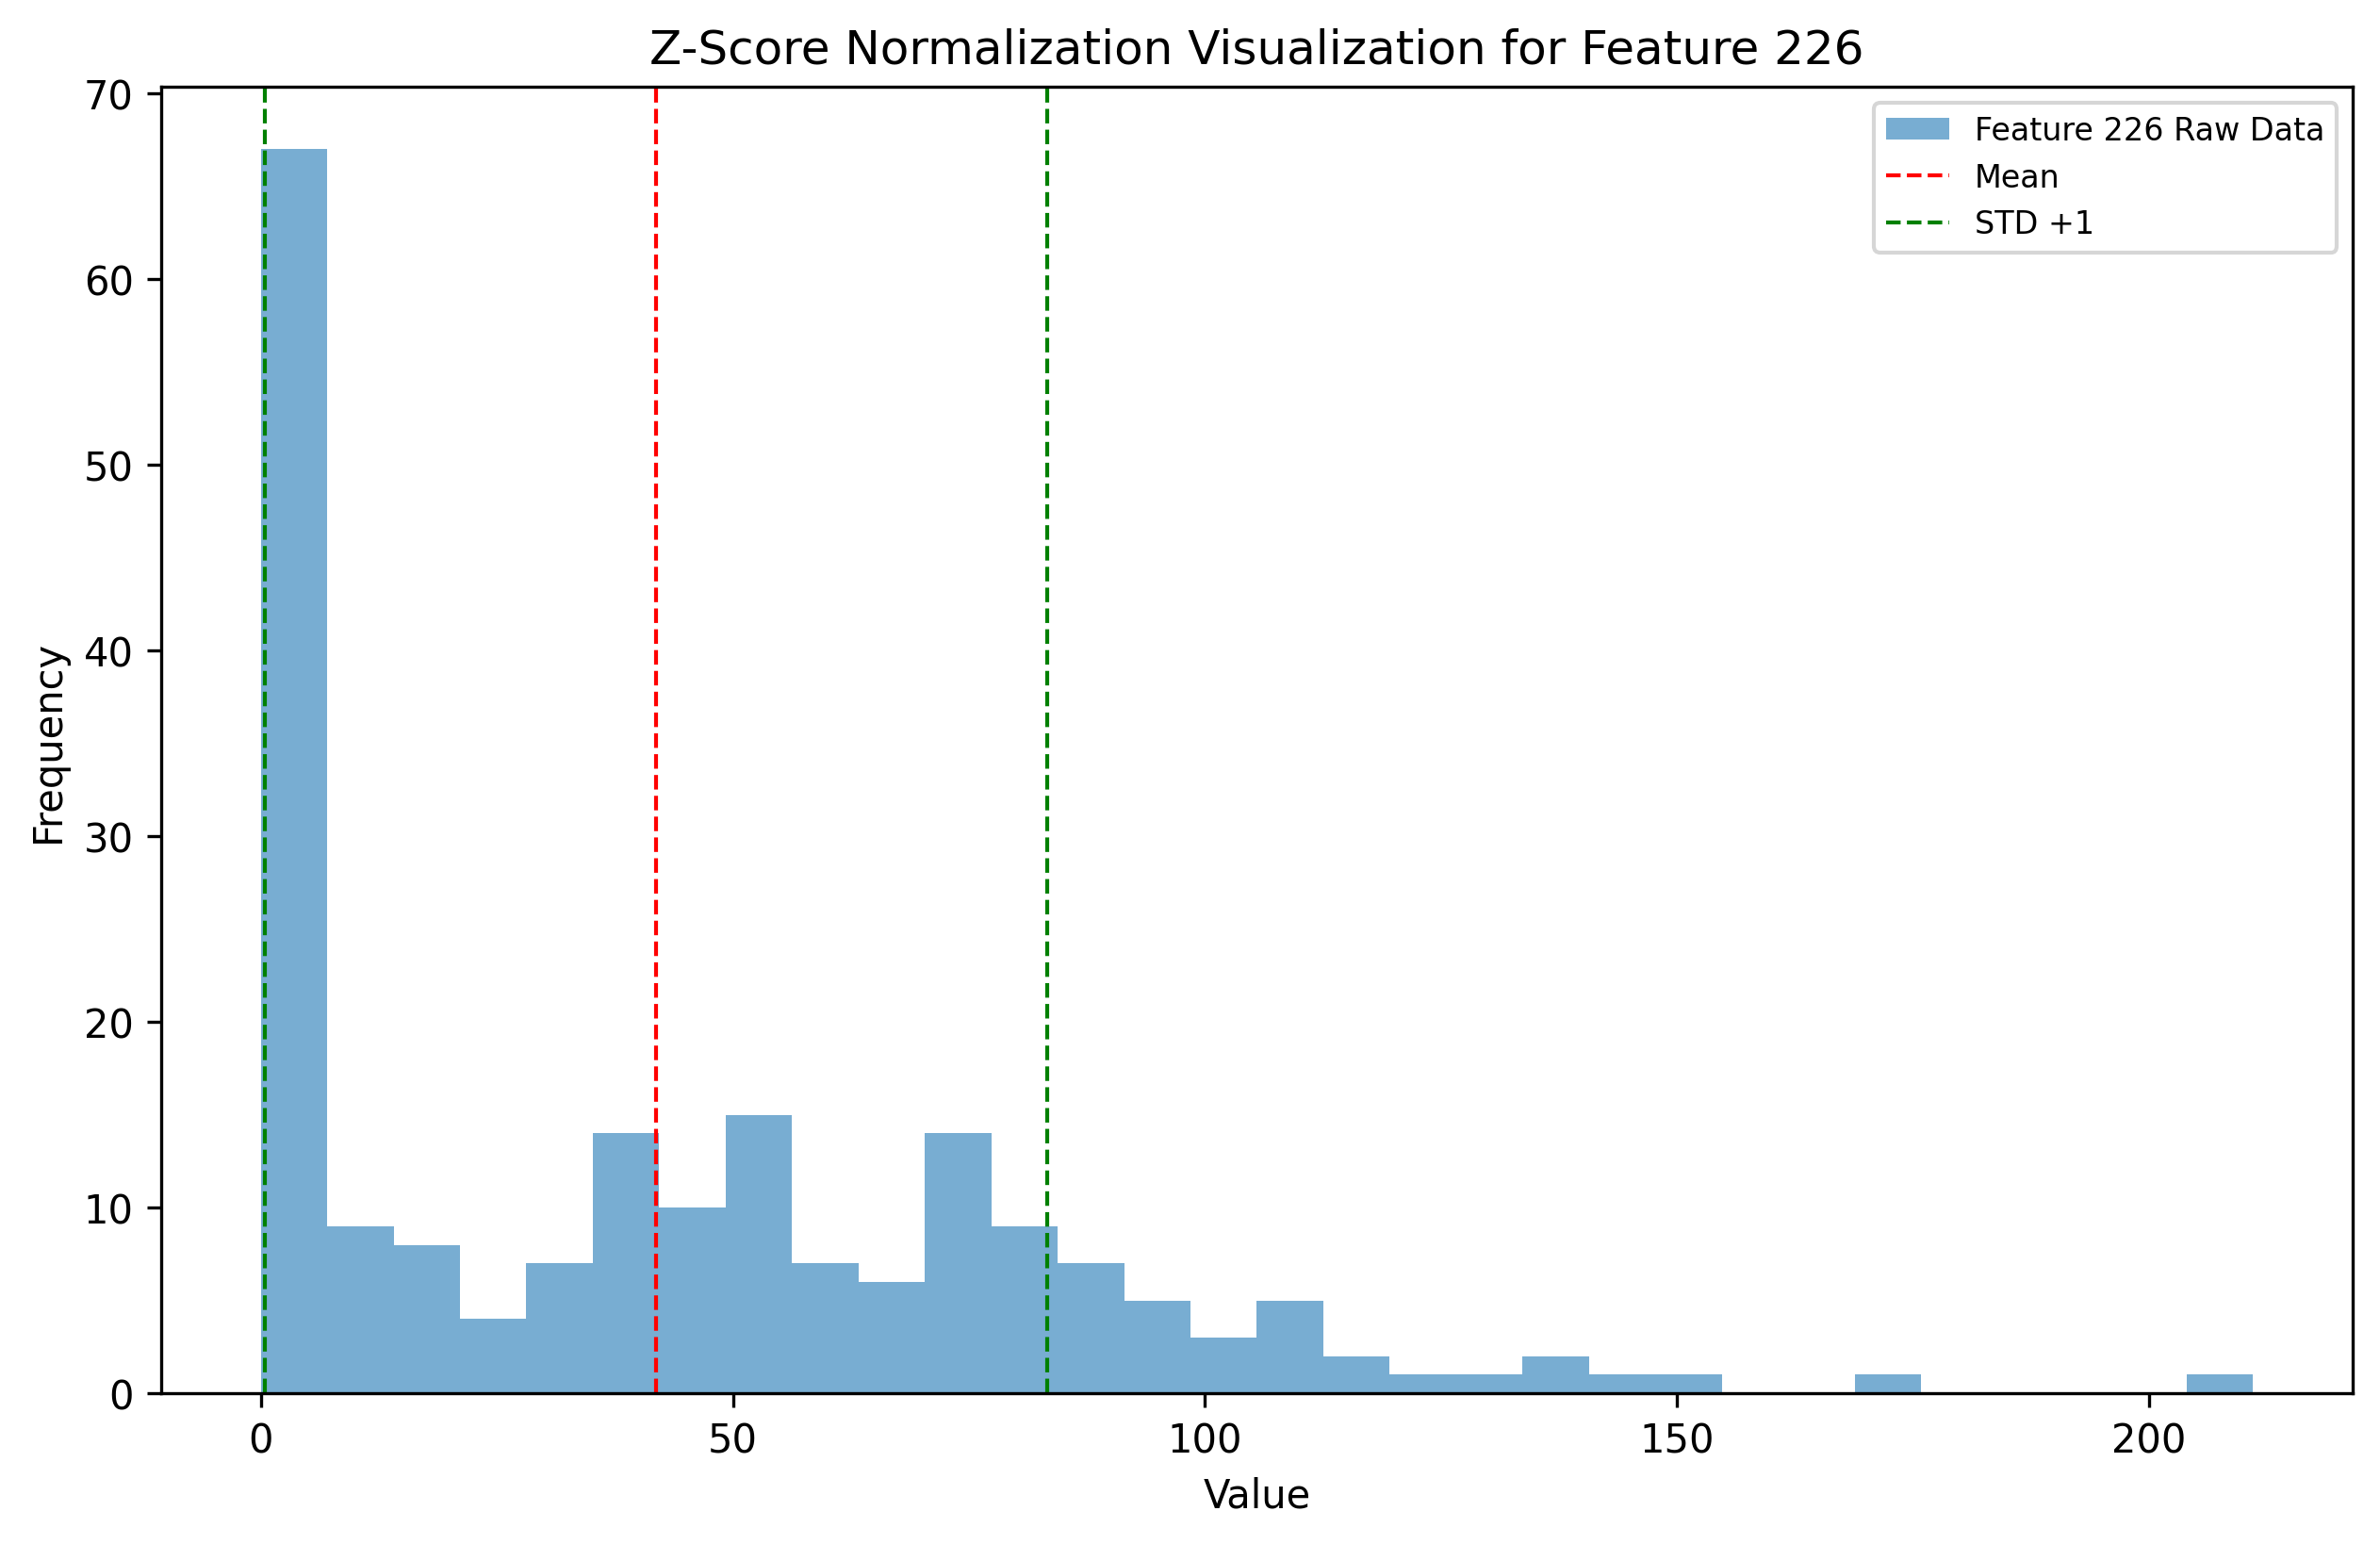 Z-Score Normalization Visualization for Feature 226
70
60
50
40
30
20
10
0
Frequency
Feature 226 Raw Data
Mean
STD +1
0 50 100 150 200
Value